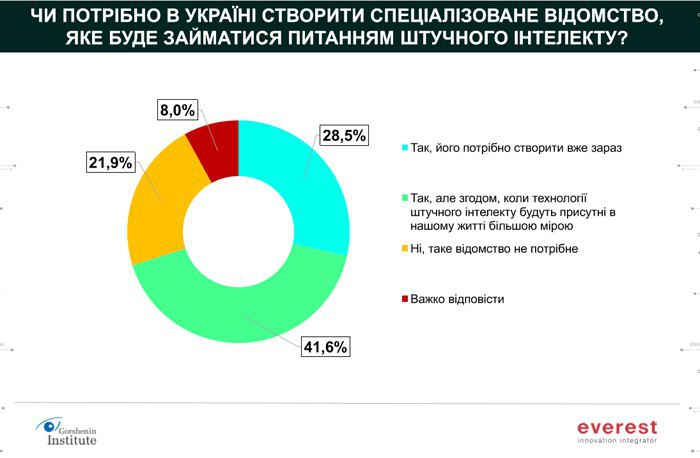 ЧИ ПОТРІБНО В УКРАЇНІ СТВОРИТИ СПЕЦІАЛІЗОВАНЕ ВІДОМСТВО,
ЯКЕ БУДЕ ЗАЙМАТИСЯ ПИТАННЯМ ШТУЧНОГО ІНТЕЛЕКТУ?
8,0%
28,5%
21,9%
41,6%
Так, його потрібно створити вже зараз
Так, але згодом, коли технології
штучного інтелекту будуть присутні в
нашому житті більшою мірою
Ні, таке відомство не потрібне
Важко відповісти
Gorshenin
Institute
everest
innovation integrator